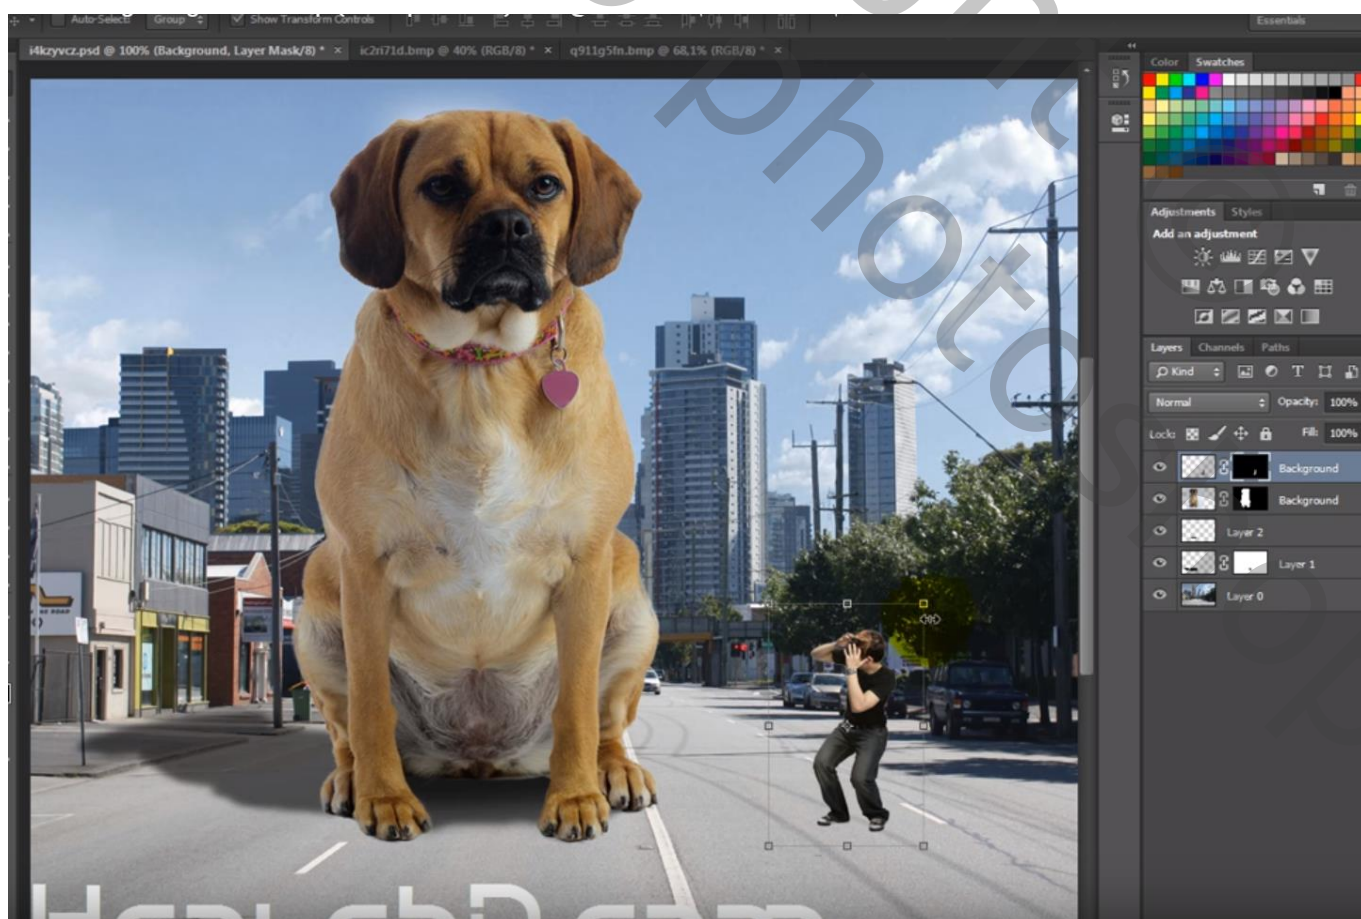 Auto-Select: Group Show Transform Controls Essentials
i4kzyvcz.psd @ 100% (Background, Layer Mask/8) * × ic2ri71d.bmp @ 40% (RGB/8) * × q911g5fn.bmp @ 68,1% (RGB/8) * ×
Color Swatches
Adjustments Styles
Add an adjustment
Layers Channels Paths
Kind
Normal Opacity: 100%
Lock: Fill: 100%
Background
Background
Layer 2
Layer 1
Layer 0
photos